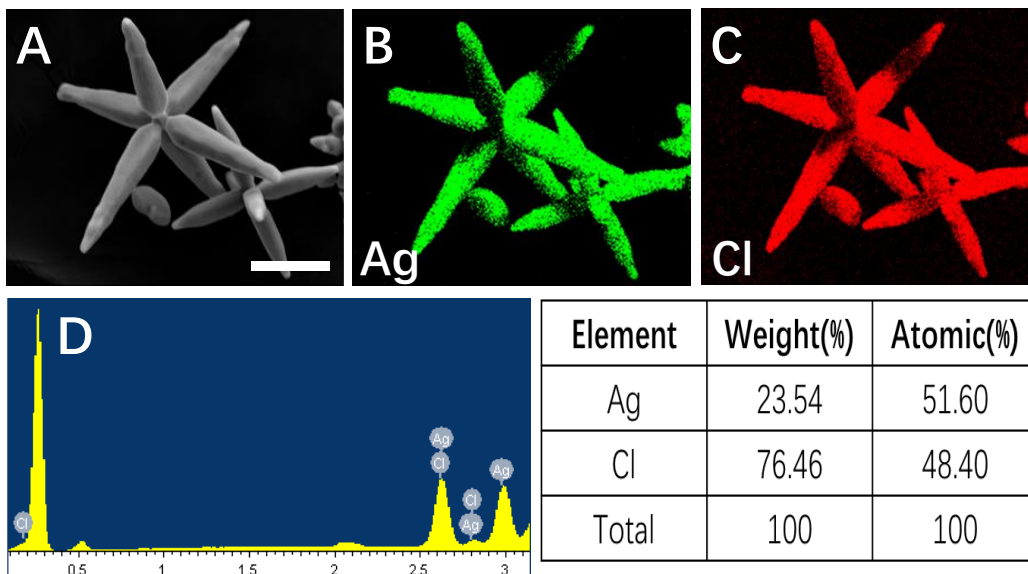 A
B
C
Ag
Cl
D
Ag
Cl
Cl
Ag
Ag
Cl
0.5 1 1.5 2 2.5 3
Element Weight(%) Atomic(%)
Ag 23.54 51.60
Cl 76.46 48.40
Total 100 100